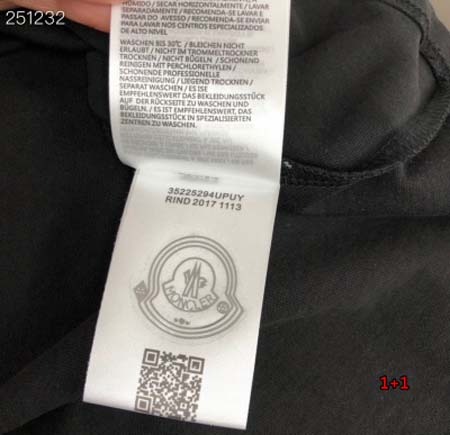 251232
HÚMIDO / SECAR HORIZONTALMENTE / LAVAR
SEPARADAMENTE / RECOMENDA-SE LAVAR E
PASSAR DO AVESSO / RECOMENDA-SE ENVIAR
PARA LAVAR NOS CENTROS ESPECIALIZADOS
DE ALTO NIVEL
WASCHEN BIS 30°C / BLEICHEN NICHT
ERLAUBT / NICHT IM TROMMELTROCKNER
TROCKNEN / NICHT BÜGELN / SCHONEND
REINIGEN MIT PERCHLORETHYLEN /
SCHONENDE PROFESSIONELLE
NASSREINIGUNG / LIEGEND TROCKNEN /
SEPARAT WASCHEN / ES IST
EMPFEHLENSWERT DAS BEKLEIDUNGSSTÜCK
AUF DER RÜCKSEITE ZU WASCHEN UND
BÜGELN. / ES IST EMPFEHLENSWERT, DAS
BEKLEIDUNGSSTÜCK IN SPEZIALISIERTEN
ZENTREN ZU WASCHEN.
35225294UPUY
RIND 2017 1113
MONCLER
1+1